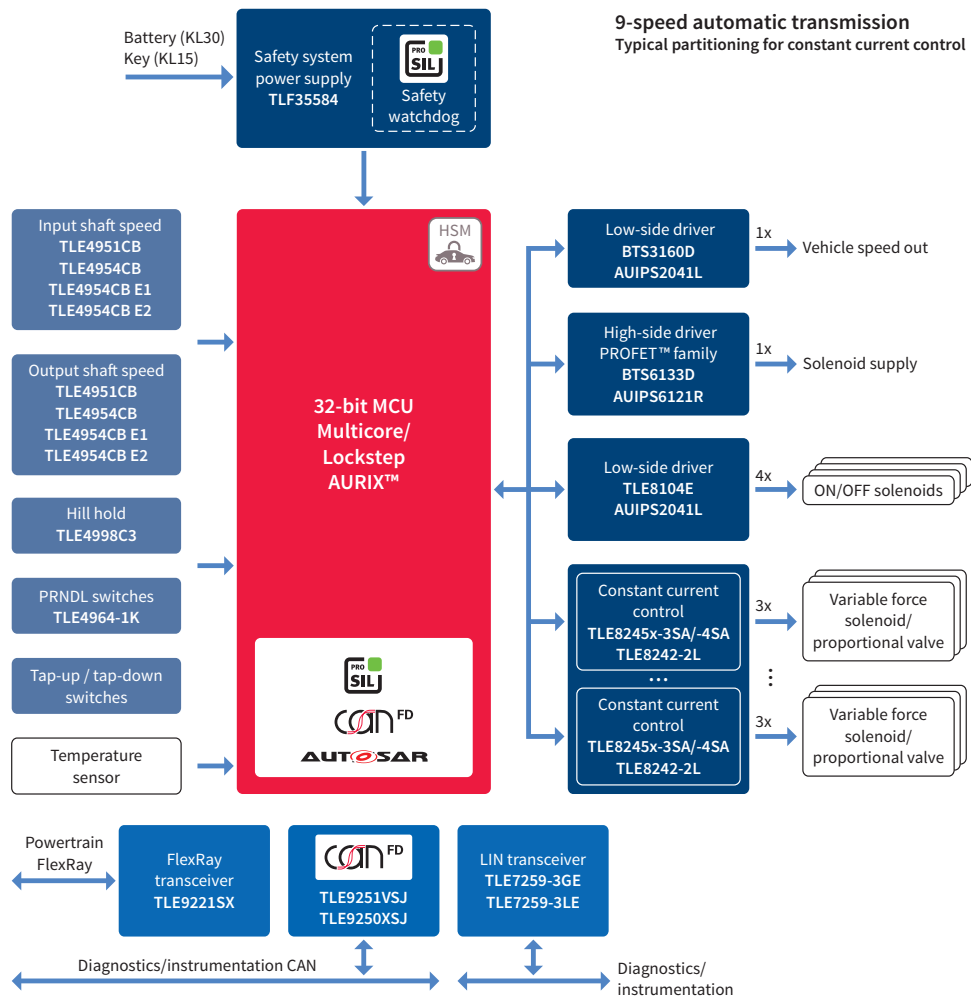 9-speed automatic transmission
Typical partitioning for constant current control
Battery (KL30)
Key (KL15)
Safety system
power supply
TLF35584
PRO
SIL
Safety
watchdog
Input shaft speed
TLE4951CB
TLE4954CB
TLE4954CB E1
TLE4954CB E2
Output shaft speed
TLE4951CB
TLE4954CB
TLE4954CB E1
TLE4954CB E2
Hill hold
TLE4998C3
PRNDL switches
TLE4964-1K
Tap-up / tap-down
switches
Temperature
sensor
HSM
32-bit MCU
Multicore/
Lockstep
AURIX™
PRO
SIL
CAN FD
AUTOSAR
Low-side driver
BTS3160D
AUIPS2041L
1x
Vehicle speed out
High-side driver
PROFET™ family
BTS6133D
AUIPS6121R
1x
Solenoid supply
Low-side driver
TLE8104E
AUIPS2041L
4x
ON/OFF solenoids
Constant current
control
TLE8245x-3SA/-4SA
TLE8242-2L
3x
Variable force
solenoid/
proportional valve
...
Constant current
control
TLE8245x-3SA/-4SA
TLE8242-2L
3x
Variable force
solenoid/
proportional valve
Powertrain
FlexRay
FlexRay
transceiver
TLE9221SX
CAN FD
TLE9251VSJ
TLE9250XSJ
LIN transceiver
TLE7259-3GE
TLE7259-3LE
Diagnostics/instrumentation CAN
Diagnostics/
instrumentation